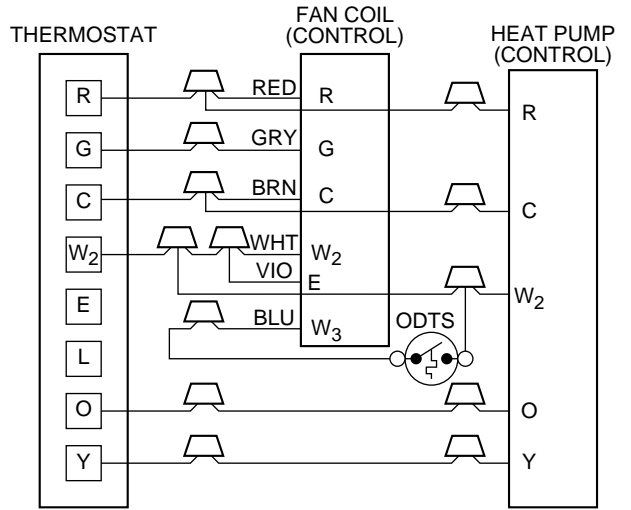 FAN COIL
(CONTROL)
THERMOSTAT
HEAT PUMP
(CONTROL)
R RED R R
G GRY G
C BRN C C
W2 WHT W2
VIO E
E W2
BLU W3 ODTS
L
O O
Y Y